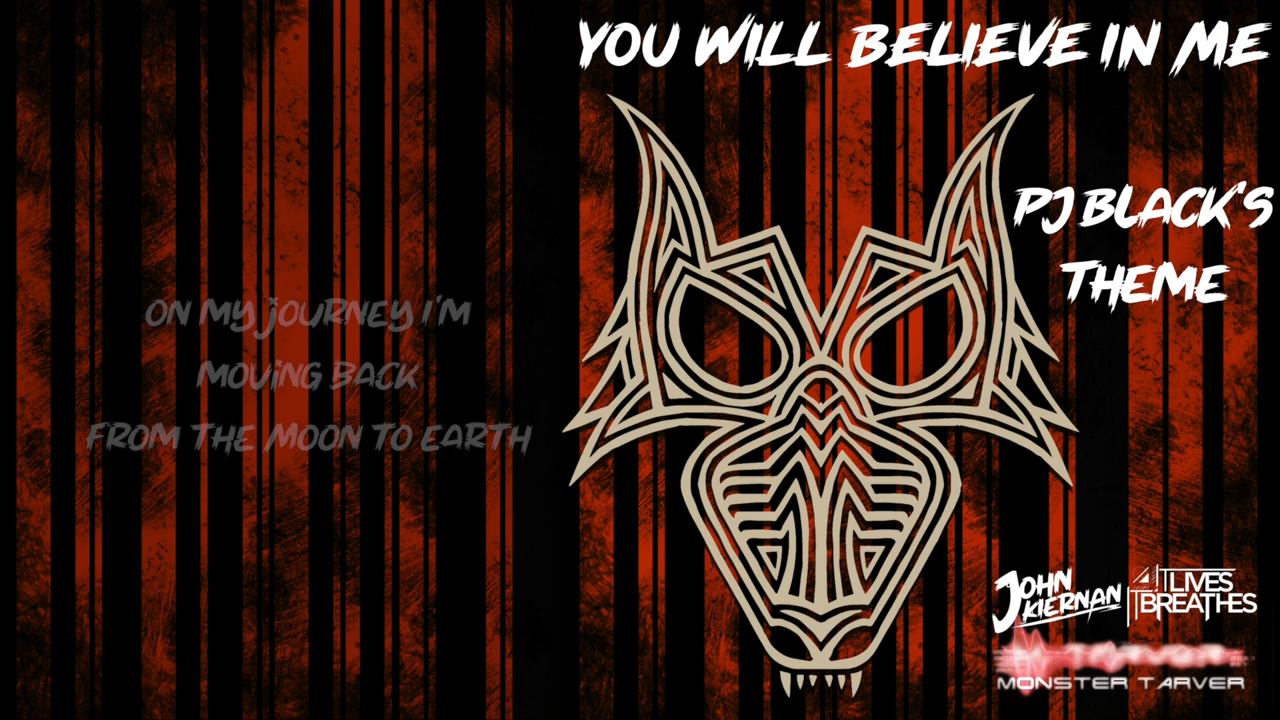 YOU WILL BELIEVE IN ME
PJ BLACK'S
THEME
ON MY JOURNEY I'M
MOVING BACK
FROM THE MOON TO EARTH
JOHN
KIERNAN
IT LIVES
IT BREATHES
MONSTER TARVER